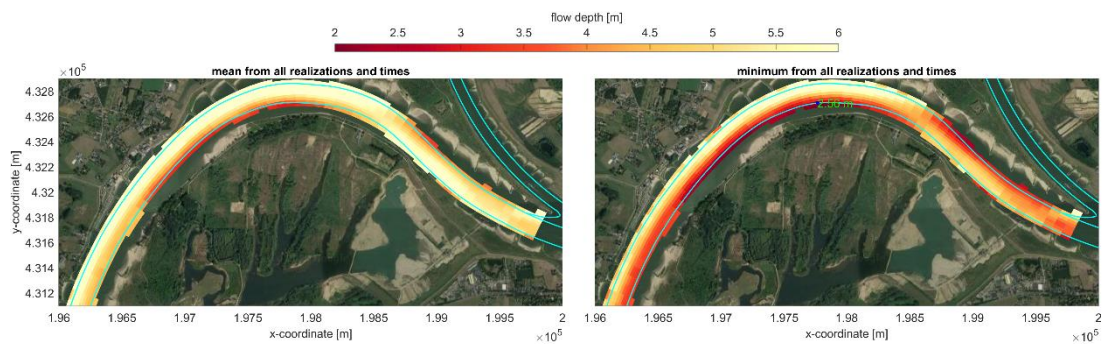 flow depth [m]
2 2.5 3 3.5 4 4.5 5 5.5 6
mean from all realizations and times
×10⁵
4.328
4.326
4.324
4.322
4.32
4.318
4.316
4.314
4.312
y-coordinate [m]
1.96 1.965 1.97 1.975 1.98 1.985 1.99 1.995 2
x-coordinate [m]
×10⁵
minimum from all realizations and times
2.56 m
1.96 1.965 1.97 1.975 1.98 1.985 1.99 1.995 2
x-coordinate [m]
×10⁵